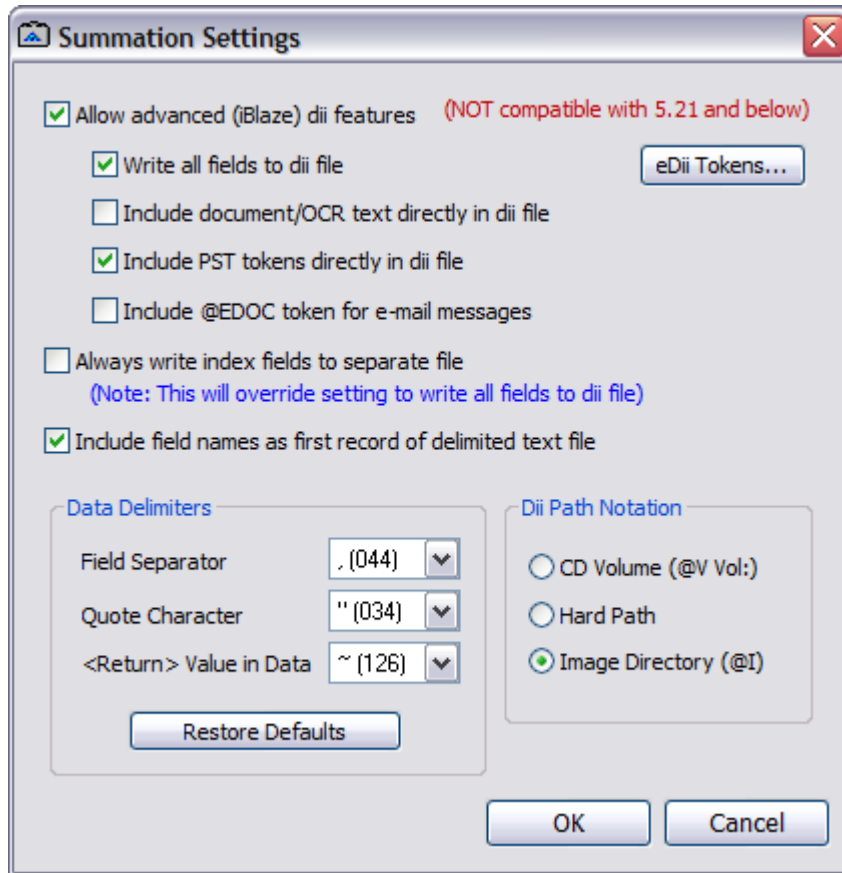 Summation Settings
Allow advanced (iBlaze) dii features (NOT compatible with 5.21 and below)
Write all fields to dii file eDii Tokens...
Include document/OCR text directly in dii file
Include PST tokens directly in dii file
Include @EDOC token for e-mail messages
Always write index fields to separate file
(Note: This will override setting to write all fields to dii file)
Include field names as first record of delimited text file
Data Delimiters
Field Separator , (044)
Quote Character " (034)
<Return> Value in Data ~ (126)
Restore Defaults
Dii Path Notation
CD Volume (@V Vol:)
Hard Path
Image Directory (@I)
OK Cancel